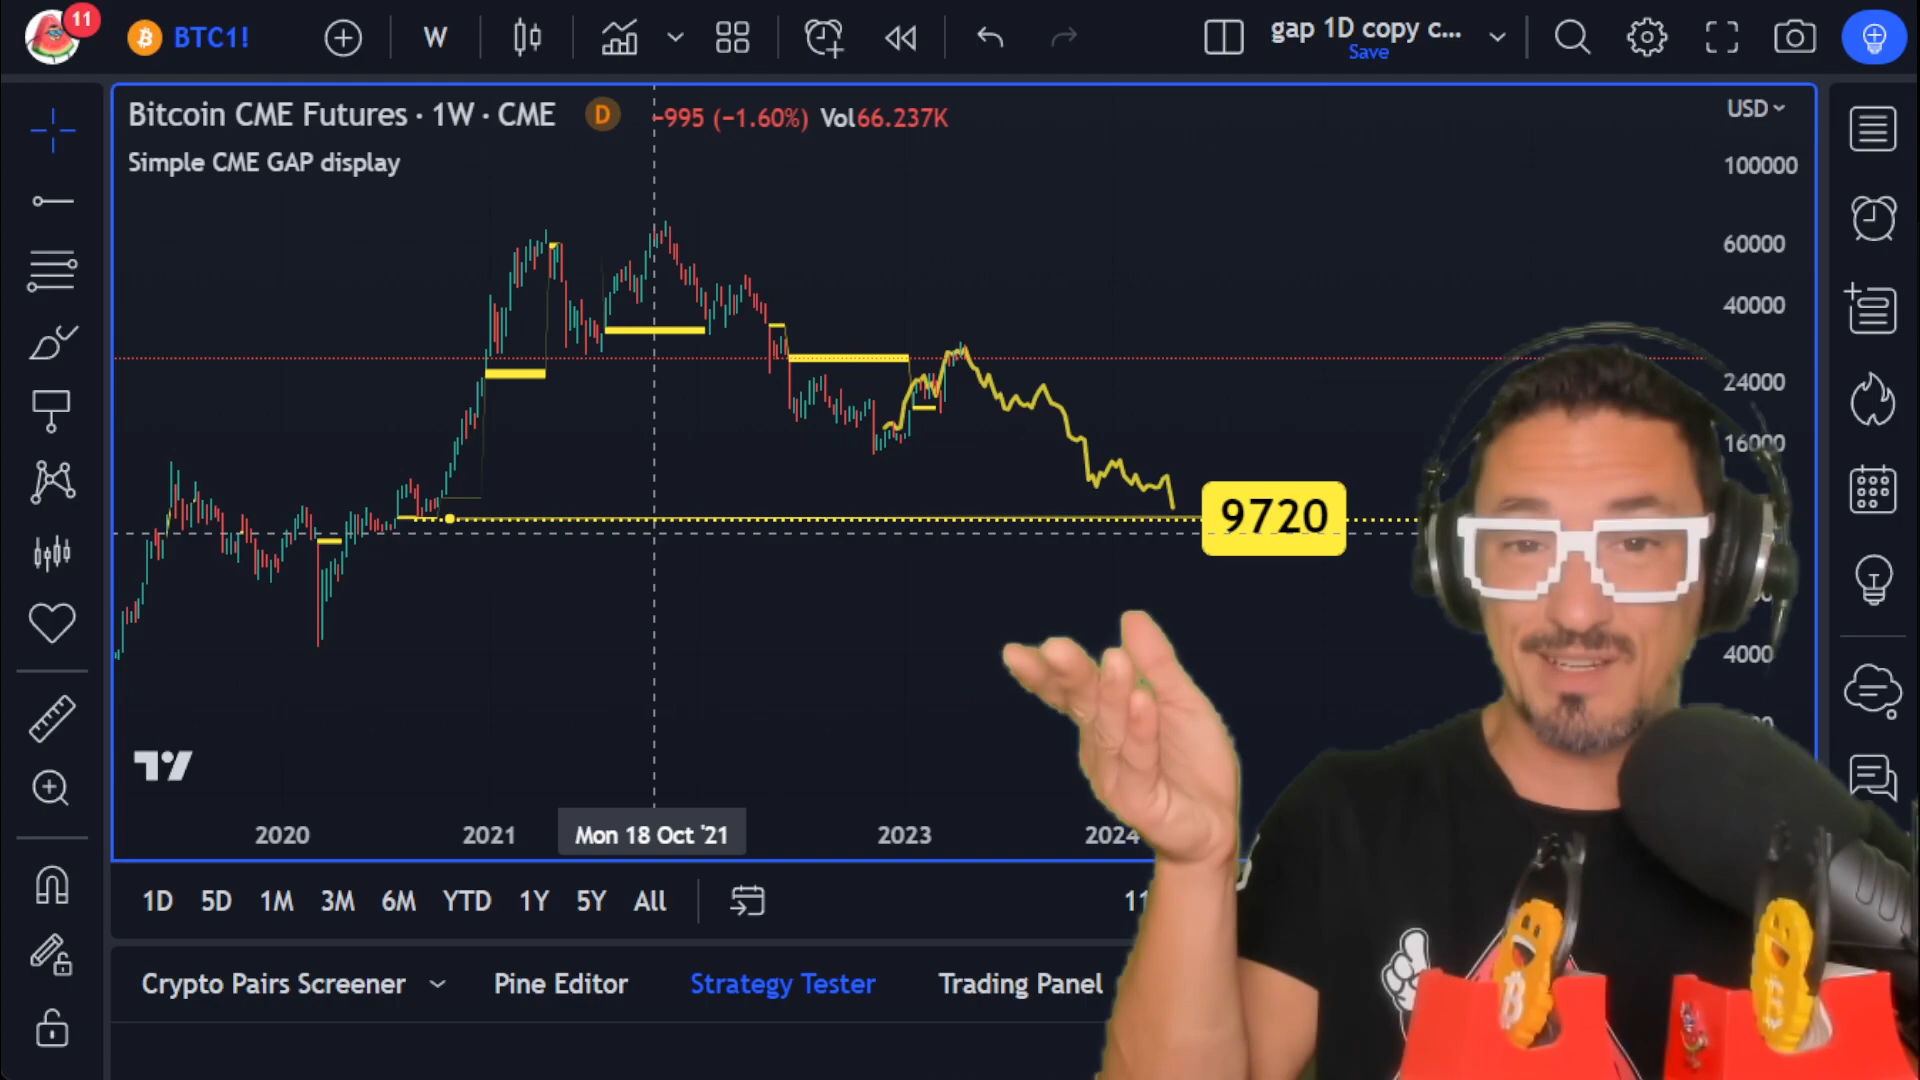 11
BTC1!
W
gap 1D copy c...
Save
Bitcoin CME Futures · 1W · CME
D
−995 (−1.60%) Vol66.237K
USD
Simple CME GAP display
100000
60000
40000
24000
16000
9720
4000
2020
2021
Mon 18 Oct '21
2023
2024
1D
5D
1M
3M
6M
YTD
1Y
5Y
All
11
Crypto Pairs Screener
Pine Editor
Strategy Tester
Trading Panel